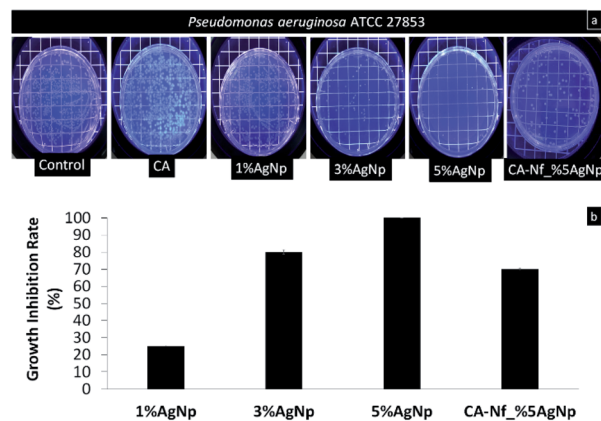 Pseudomonas aeruginosa ATCC 27853
a
Control
CA
1%AgNp
3%AgNp
5%AgNp
CA-Nf_%5AgNp
b
Growth Inhibition Rate
(%)
100
90
80
70
60
50
40
30
20
10
0
1%AgNp
3%AgNp
5%AgNp
CA-Nf_%5AgNp